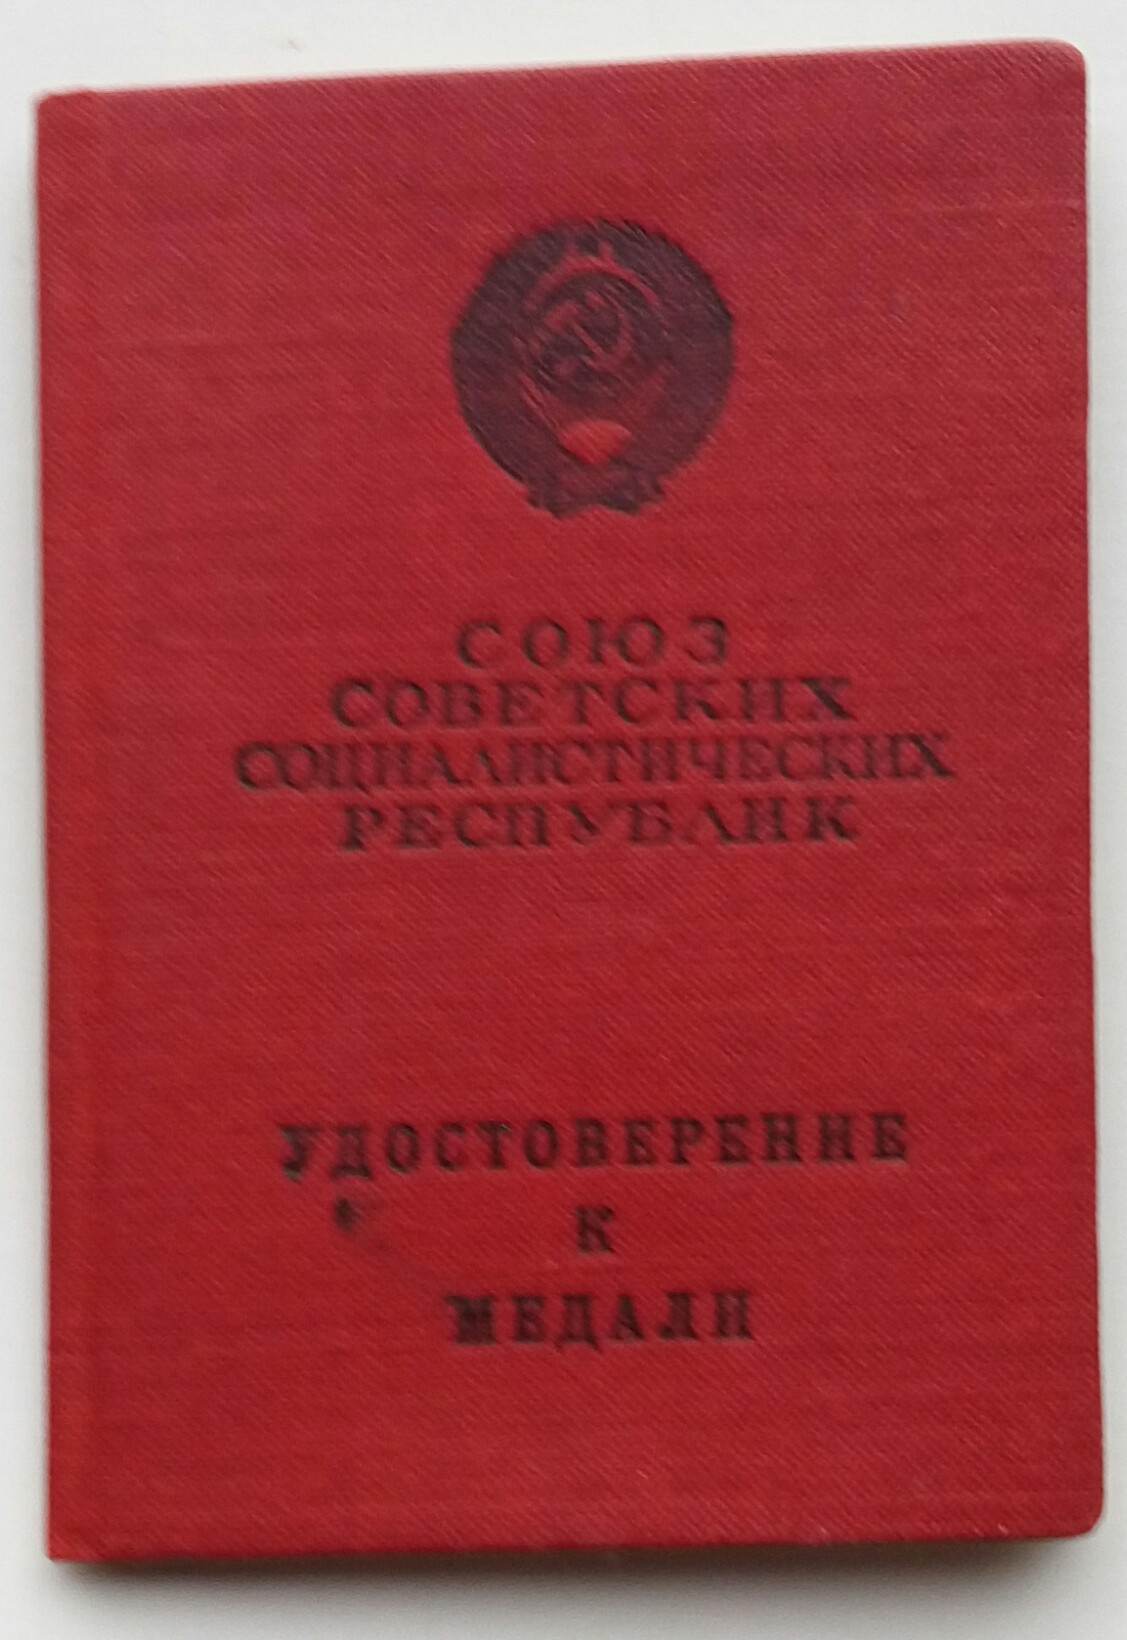 СОЮЗ
СОВЕТСКИХ
СОЦИАЛИСТИЧЕСКИХ
РЕСПУБЛИК
УДОСТОВЕРЕНИЕ
К
МЕДАЛИ